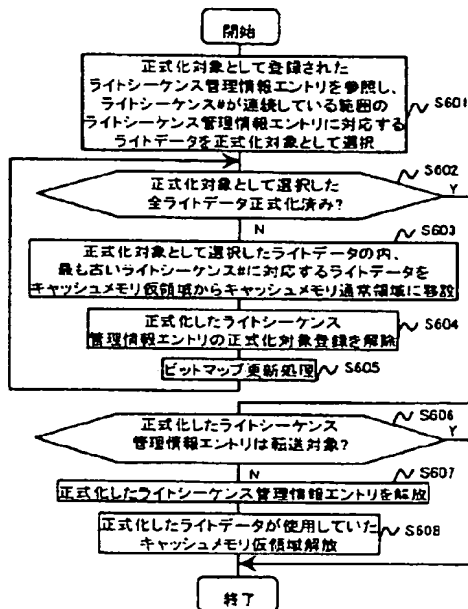 開始
正式化対象として登録された
ライトシーケンス管理情報エントリを参照し、
ライトシーケンス#が連続している範囲の
ライトシーケンス管理情報エントリに対応する
ライトデータを正式化対象として選択
S601
S602
正式化対象として選択した
全ライトデータ正式化済み?
Y
N
S603
正式化対象として選択したライトデータの内、
最も古いライトシーケンス#に対応するライトデータを
キャッシュメモリ仮領域からキャッシュメモリ通常領域に移設
S604
正式化したライトシーケンス
管理情報エントリの正式化対象登録を解除
ビットマップ更新処理
S605
S606
正式化したライトシーケンス
管理情報エントリは転送対象?
Y
N
S607
正式化したライトシーケンス管理情報エントリを解放
正式化したライトデータが使用していた
キャッシュメモリ仮領域解放
S608
終了